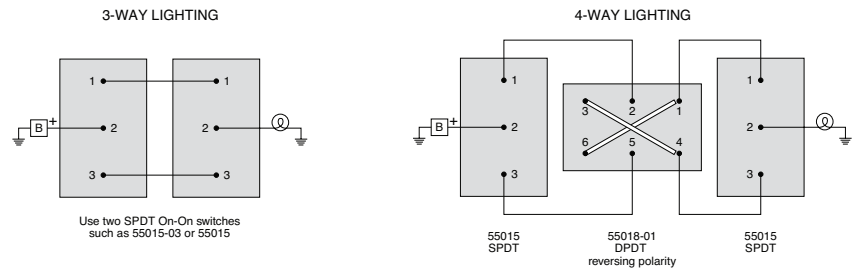 3-WAY LIGHTING
1 1
B + 2 2
3 3
Use two SPDT On-On switches
such as 55015-03 or 55015
4-WAY LIGHTING
1 1
3 2 1
B + 2 2
6 5 4
3 3
55015
SPDT
55018-01
DPDT
reversing polarity
55015
SPDT